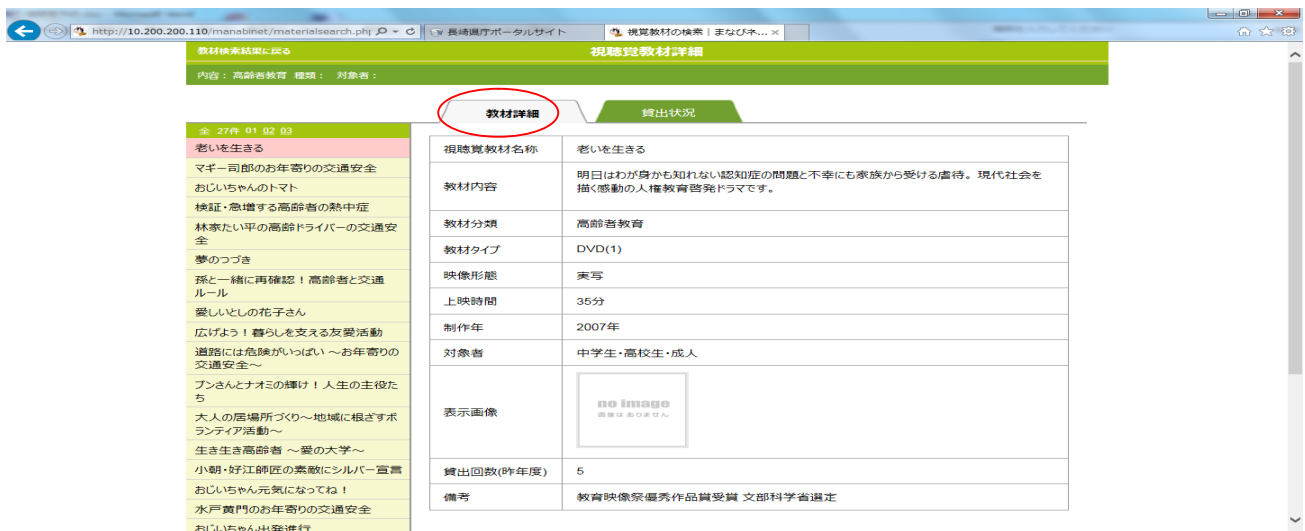 http://10.200.200.110/manabinet/materialsearch.ph
長崎県庁ポータルサイト
視覚教材の検索 | まなびネ...
教材検索結果に戻る
視聴覚教材詳細
内容： 高齢者教育 種類： 対象者：
教材詳細
貸出状況
全 27件 01 02 03
老いを生きる
マギー司郎のお年寄りの交通安全
おじいちゃんのトマト
検証・急増する高齢者の熱中症
林家たい平の高齢ドライバーの交通安
全
夢のつづき
孫と一緒に再確認！高齢者と交通
ルール
愛しいとしの花子さん
広げよう！暮らしを支える友愛活動
道路には危険がいっぱい ～お年寄りの
交通安全～
ブンさんとナオミの輝け！人生の主役た
ち
大人の居場所づくり～地域に根ざすボ
ランティア活動～
生き生き高齢者 ～愛の大学～
小朝・好江師匠の素敵にシルバー宣言
おじいちゃん元気になってね！
水戸黄門のお年寄りの交通安全
おじいちゃん出発進行
視聴覚教材名称
老いを生きる
教材内容
明日はわが身かも知れない認知症の問題と不幸にも家族から受ける虐待。現代社会を
描く感動の人権教育啓発ドラマです。
教材分類
高齢者教育
教材タイプ
DVD(1)
映像形態
実写
上映時間
35分
制作年
2007年
対象者
中学生・高校生・成人
表示画像
no image
画像はありません
貸出回数(昨年度)
5
備考
教育映像祭優秀作品賞受賞 文部科学省選定